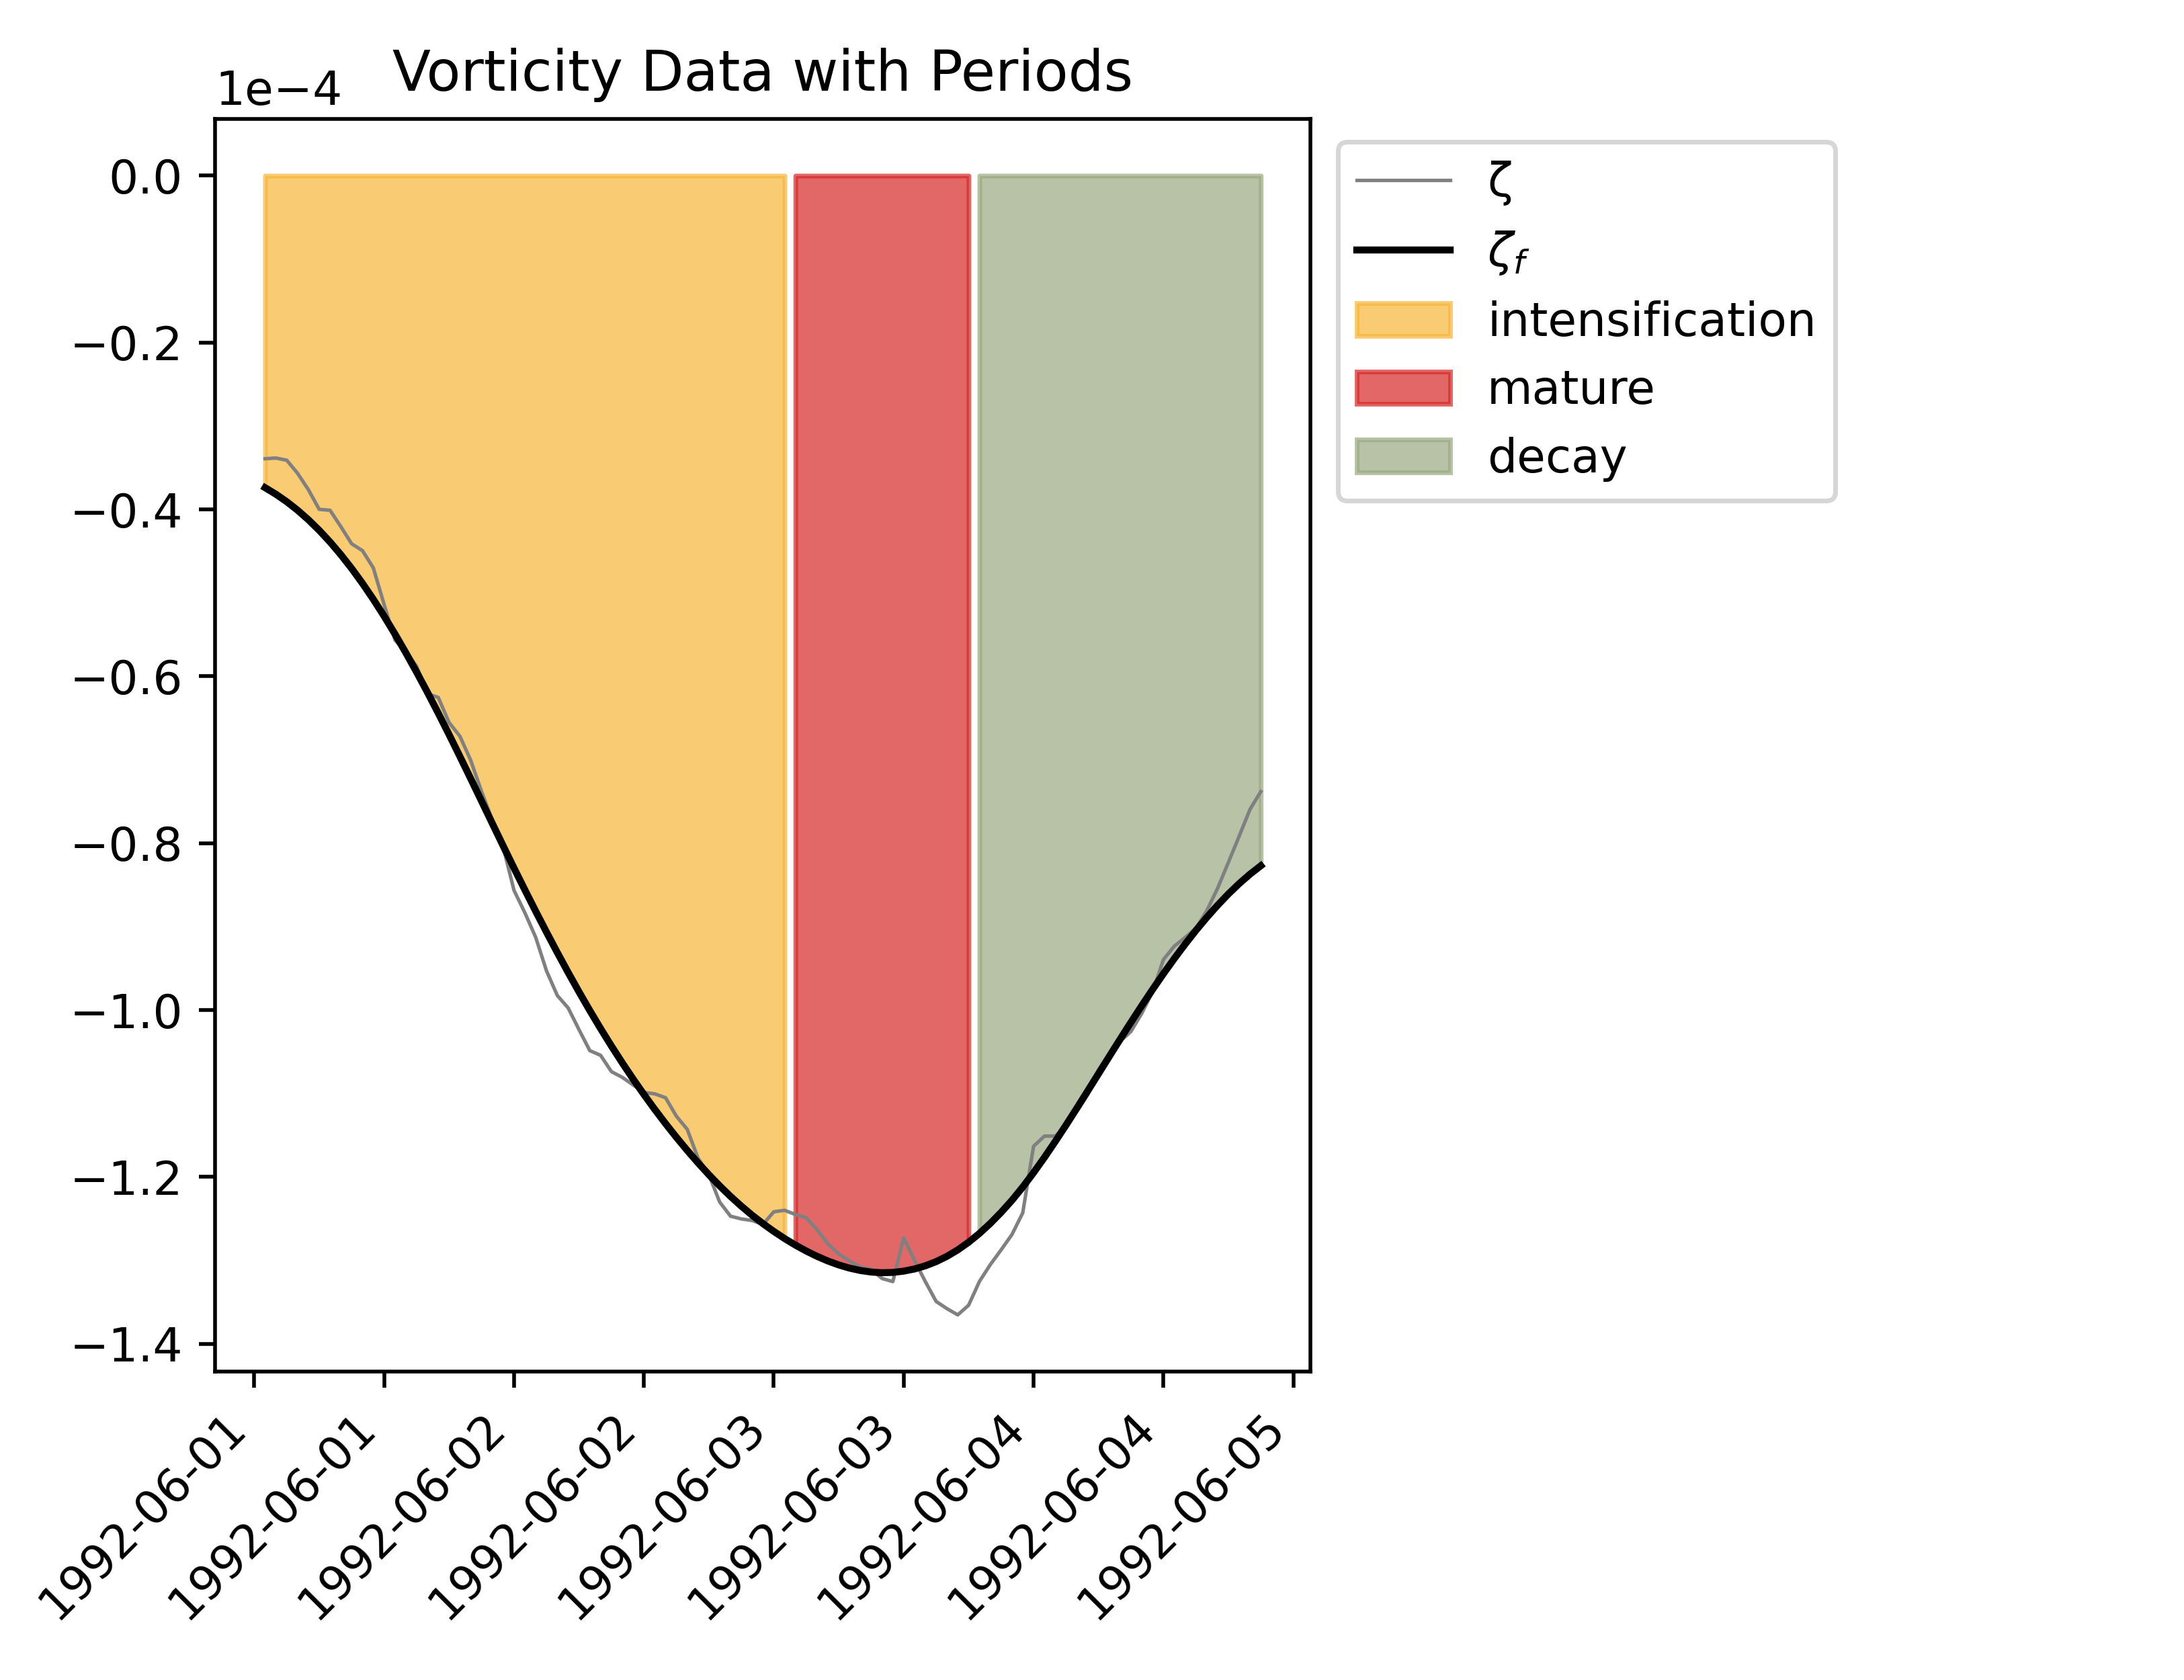 Vorticity Data with Periods
1e−4
0.0
−0.2
−0.4
−0.6
−0.8
−1.0
−1.2
−1.4
1992-06-01
1992-06-01
1992-06-02
1992-06-02
1992-06-03
1992-06-03
1992-06-04
1992-06-04
1992-06-05
ζ
ζf
intensification
mature
decay